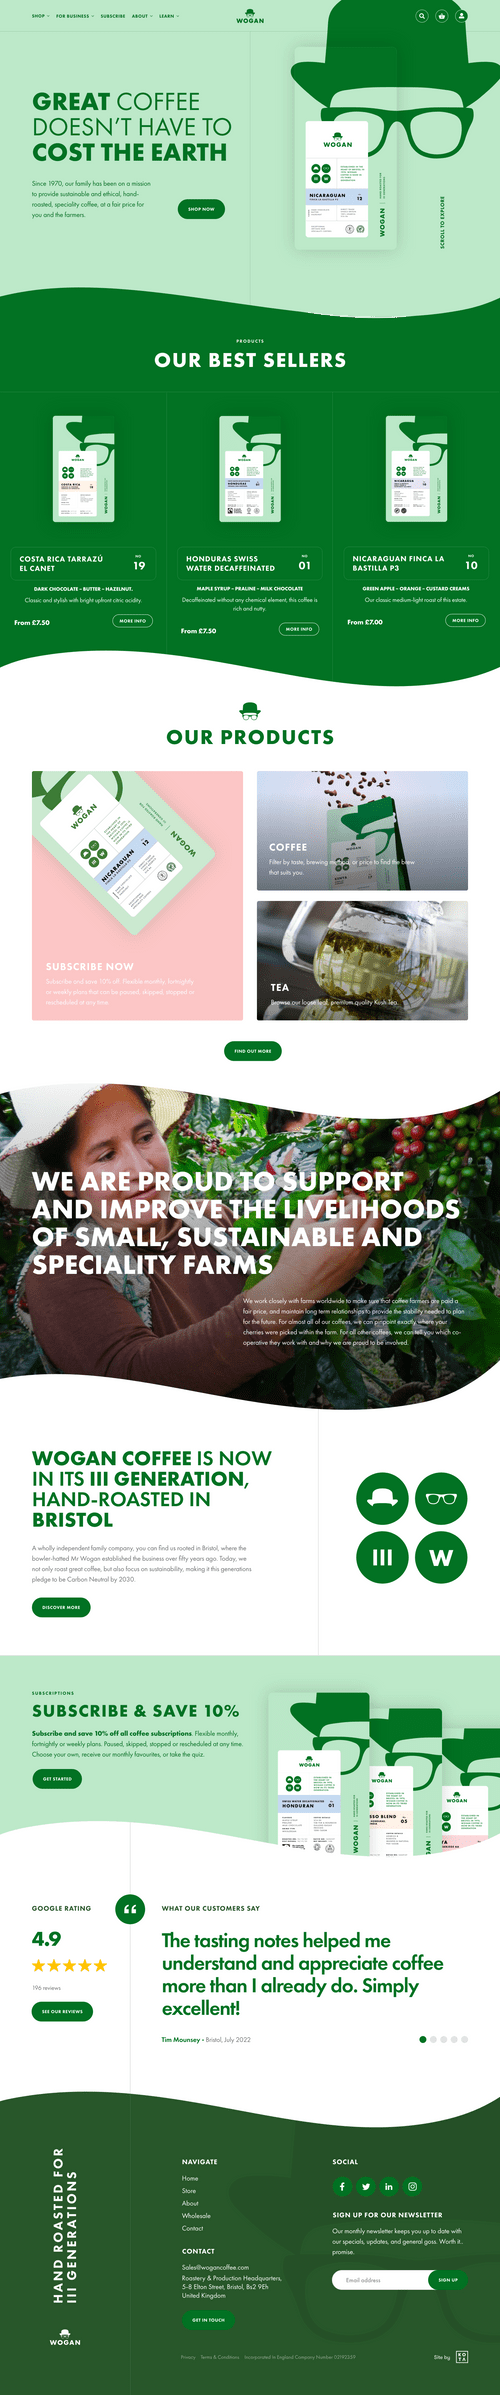 SHOP
FOR BUSINESS
SUBSCRIBE
ABOUT
LEARN
WOGAN
GREAT COFFEE
DOESN'T HAVE TO
COST THE EARTH
Since 1970, our family has been on a mission
to provide sustainable and ethical, hand-
roasted, speciality coffee, at a fair price for
you and the farmers.
SHOP NOW
WOGAN
NICARAGUAN
12
WOGAN
SCROLL TO EXPLORE
PRODUCTS
OUR BEST SELLERS
COSTA RICA TARRAZÚ
EL CANET
NO
19
DARK CHOCOLATE – BUTTER – HAZELNUT.
Classic and stylish with bright upfront citric acidity.
From £7.50
MORE INFO
HONDURAS SWISS
WATER DECAFFEINATED
NO
01
MAPLE SYRUP – PRALINE – MILK CHOCOLATE
Decaffeinated without any chemical element, this coffee is
rich and nutty.
From £7.50
MORE INFO
NICARAGUAN FINCA LA
BASTILLA P3
NO
10
GREEN APPLE – ORANGE – CUSTARD CREAMS
Our classic medium-light roast of this estate.
From £7.00
MORE INFO
OUR PRODUCTS
WOGAN
NICARAGUAN
12
WOGAN
SUBSCRIBE NOW
Subscribe and save 10% off. Flexible monthly, fortnightly
or weekly plans that can be paused, skipped, stopped or
rescheduled at any time.
COFFEE
Filter by taste, brewing method, or price to find the brew
that suits you.
TEA
Browse our loose leaf, premium quality Kosh Tea.
FIND OUT MORE
WE ARE PROUD TO SUPPORT
AND IMPROVE THE LIVELIHOODS
OF SMALL, SUSTAINABLE AND
SPECIALITY FARMS
We work closely with farms worldwide to make sure that coffee farmers are paid a
fair price, and maintain long term relationships to provide the stability needed to plan
for the future. For almost all of our coffees, we can pinpoint exactly where your
cherries were picked within the farm. For all other coffees, we can tell you which co-
operative they work with and why we are proud to be involved.
WOGAN COFFEE IS NOW
IN ITS III GENERATION,
HAND-ROASTED IN
BRISTOL
A wholly independent family company, you can find us rooted in Bristol, where the
bowler-hatted Mr Wogan established the business over fifty years ago. Today, we
not only roast great coffee, but also focus on sustainability, making it this generations
pledge to be Carbon Neutral by 2030.
DISCOVER MORE
III
W
SUBSCRIPTIONS
SUBSCRIBE & SAVE 10%
Subscribe and save 10% off all coffee subscriptions. Flexible monthly,
fortnightly or weekly plans. Paused, skipped, stopped or rescheduled at any time.
Choose your own, receive our monthly favourites, or take the quiz.
GET STARTED
WOGAN
HONDURAN
01
WOGAN
SSO BLEND
05
WOGAN
GOOGLE RATING
4.9
196 reviews
SEE OUR REVIEWS
WHAT OUR CUSTOMERS SAY
The tasting notes helped me
understand and appreciate coffee
more than I already do. Simply
excellent!
Tim Mounsey • Bristol, July 2022
HAND ROASTED FOR
III GENERATIONS
WOGAN
NAVIGATE
Home
Store
About
Wholesale
Contact
CONTACT
Sales@wogancoffee.com
Roastery & Production Headquarters,
5-8 Elton Street, Bristol, Bs2 9Eh
United Kingdom
GET IN TOUCH
SOCIAL
SIGN UP FOR OUR NEWSLETTER
Our monthly newsletter keeps you up to date with
our specials, updates, and general goss. Worth it..
promise.
Email address
SIGN UP
Privacy
Terms & Conditions
Incorporated In England Company Number 02192559
Site by
KOTA